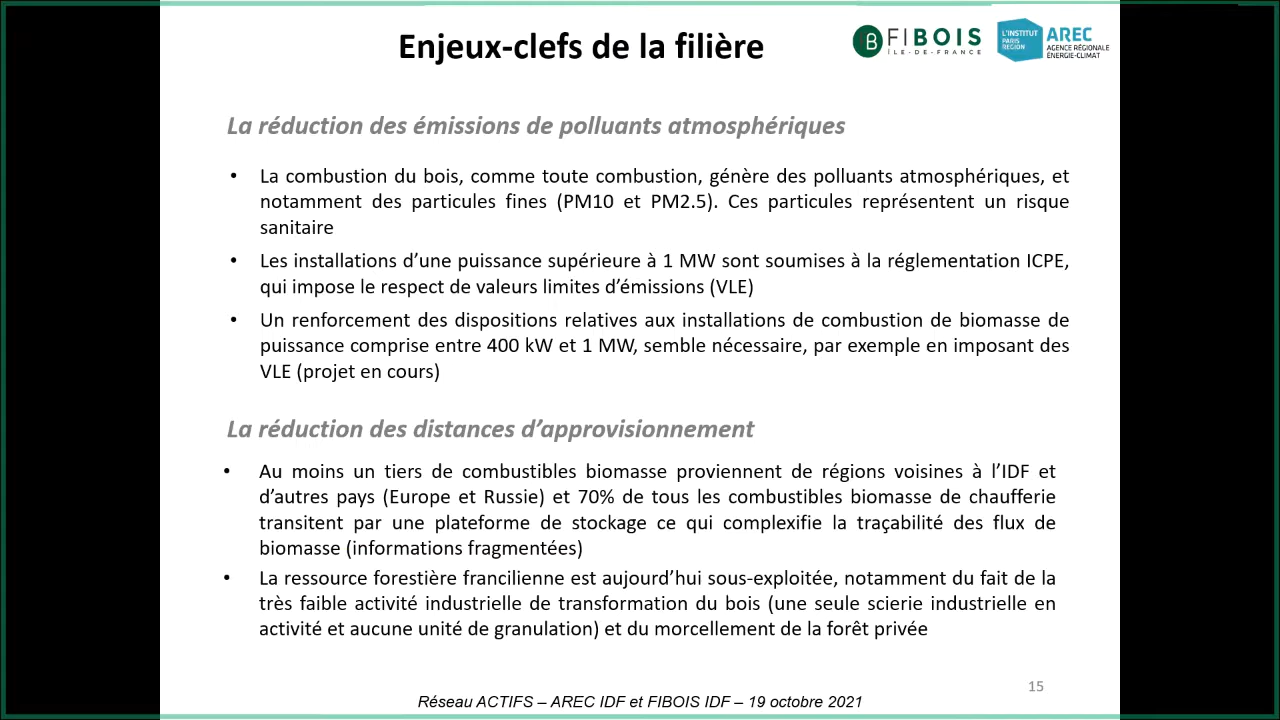 Enjeux-clefs de la filière
B FIBOIS
ÎLE-DE-FRANCE
L'INSTITUT
PARIS
REGION
AREC
AGENCE RÉGIONALE
ÉNERGIE-CLIMAT
La réduction des émissions de polluants atmosphériques
• La combustion du bois, comme toute combustion, génère des polluants atmosphériques, et
notamment des particules fines (PM10 et PM2.5). Ces particules représentent un risque
sanitaire
• Les installations d’une puissance supérieure à 1 MW sont soumises à la réglementation ICPE,
qui impose le respect de valeurs limites d’émissions (VLE)
• Un renforcement des dispositions relatives aux installations de combustion de biomasse de
puissance comprise entre 400 kW et 1 MW, semble nécessaire, par exemple en imposant des
VLE (projet en cours)
La réduction des distances d’approvisionnement
• Au moins un tiers de combustibles biomasse proviennent de régions voisines à l’IDF et
d’autres pays (Europe et Russie) et 70% de tous les combustibles biomasse de chaufferie
transitent par une plateforme de stockage ce qui complexifie la traçabilité des flux de
biomasse (informations fragmentées)
• La ressource forestière francilienne est aujourd’hui sous-exploitée, notamment du fait de la
très faible activité industrielle de transformation du bois (une seule scierie industrielle en
activité et aucune unité de granulation) et du morcellement de la forêt privée
15
Réseau ACTIFS – AREC IDF et FIBOIS IDF – 19 octobre 2021